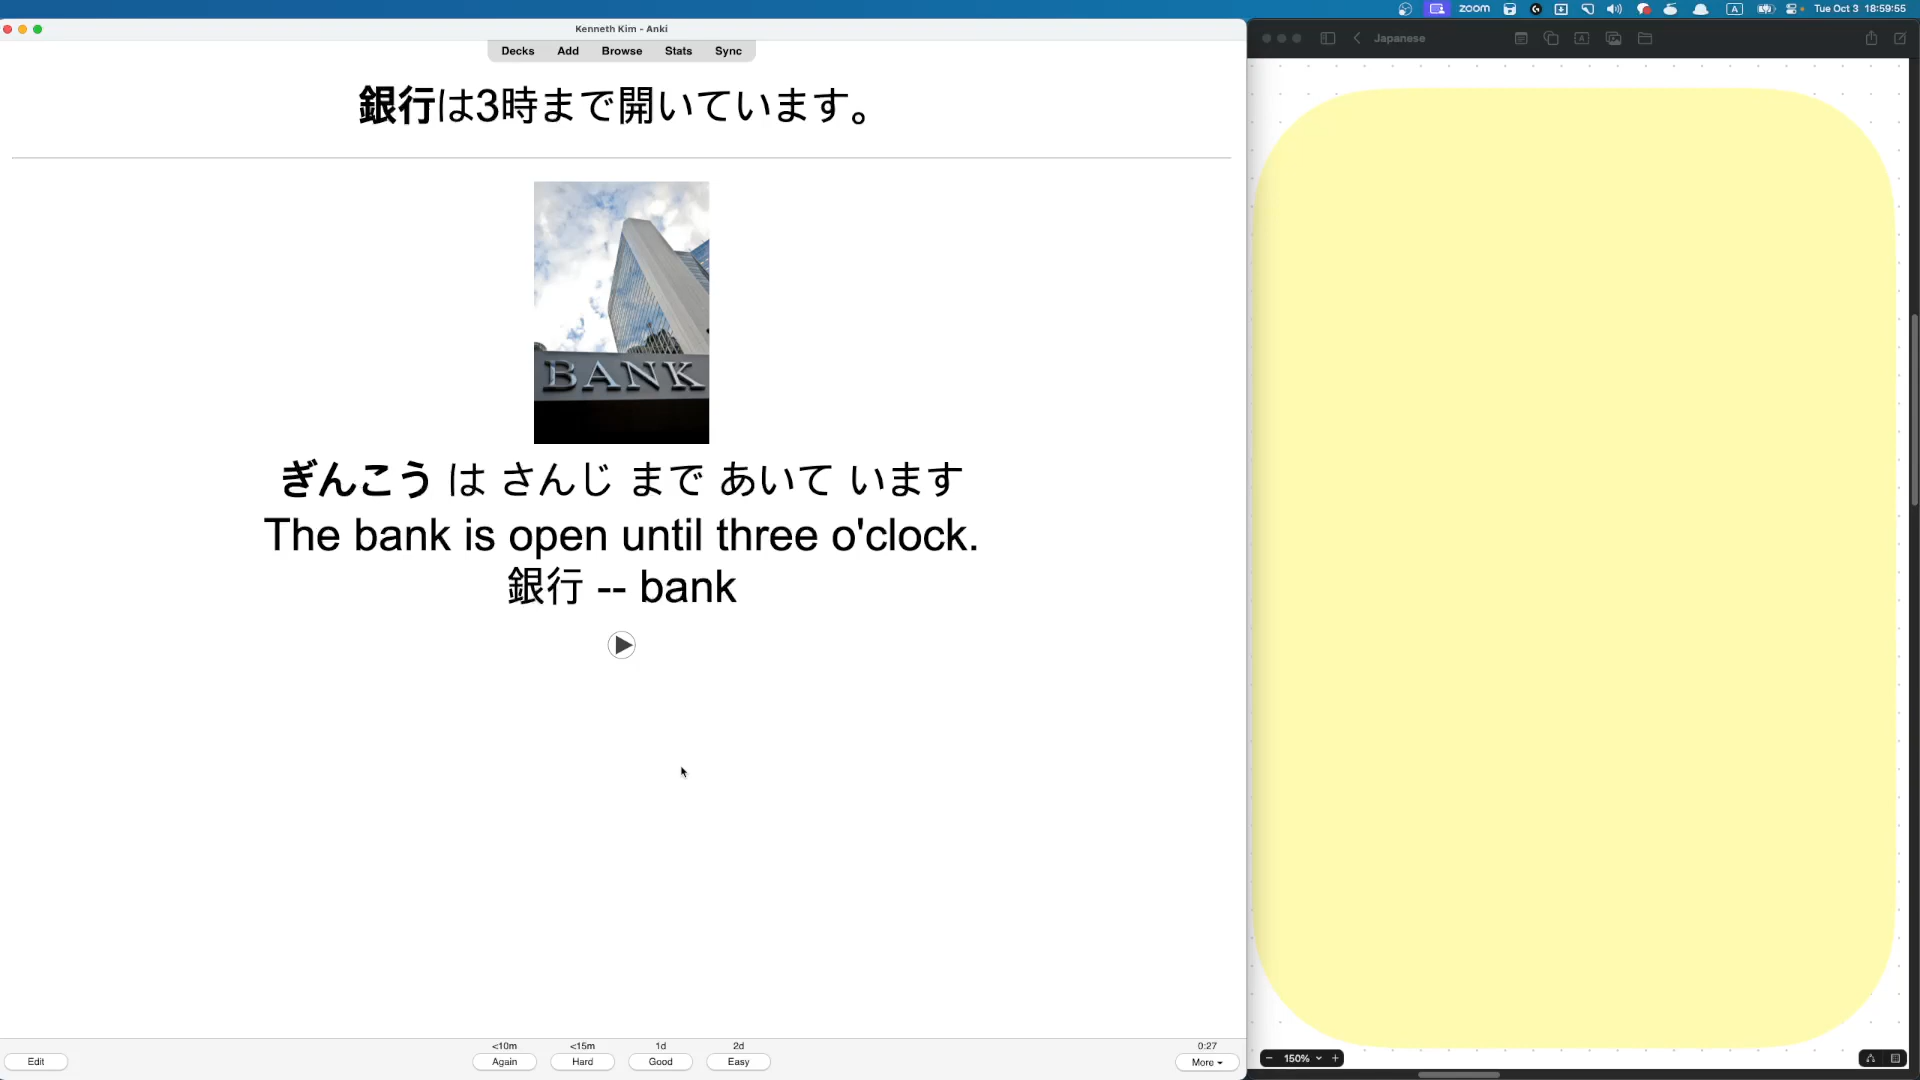 zoom
A
Tue Oct 3 18:59:55
Kenneth Kim - Anki
Decks Add Browse Stats Sync
Japanese
銀行は3時まで開いています。
BANK
ぎんこう は さんじ まで あいて います
The bank is open until three o'clock.
銀行 -- bank
<10m <15m 1d 2d 0:27
Edit Again Hard Good Easy More
150%